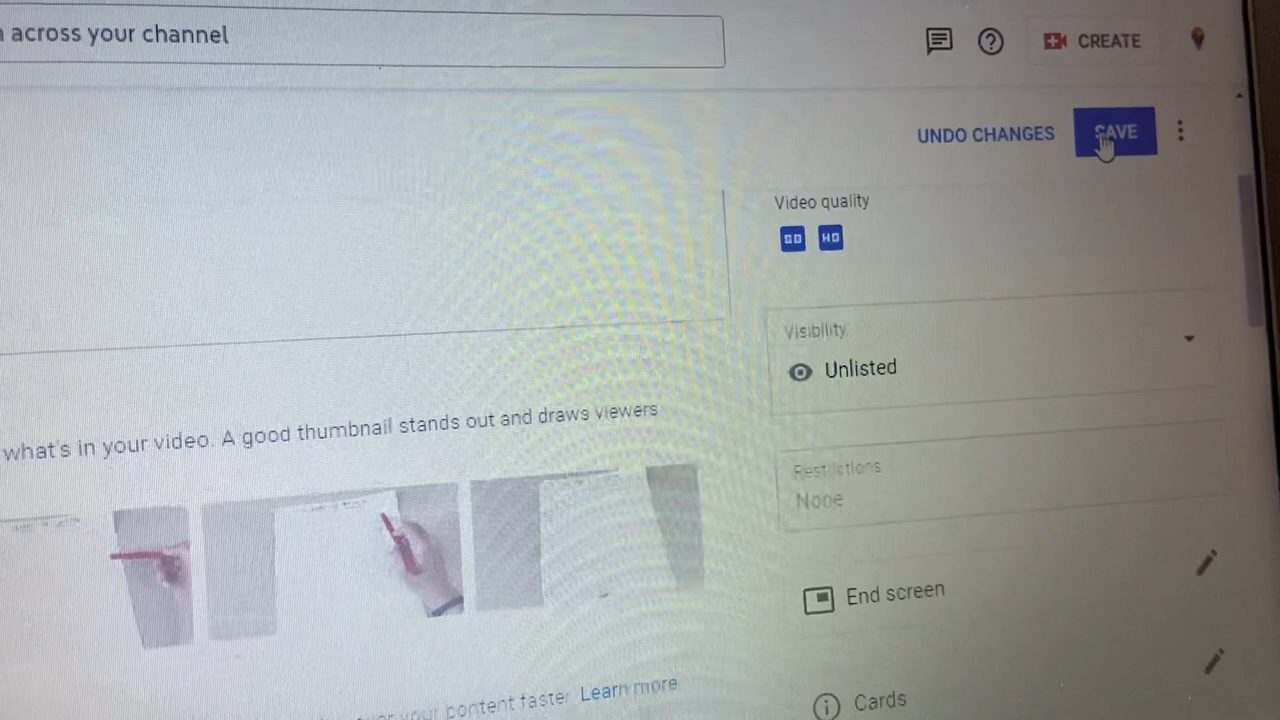 across your channel
CREATE
UNDO CHANGES
SAVE
Video quality
SD HD
Visibility
Unlisted
what's in your video. A good thumbnail stands out and draws viewers
Restrictions
None
End screen
your content faster Learn more
Cards